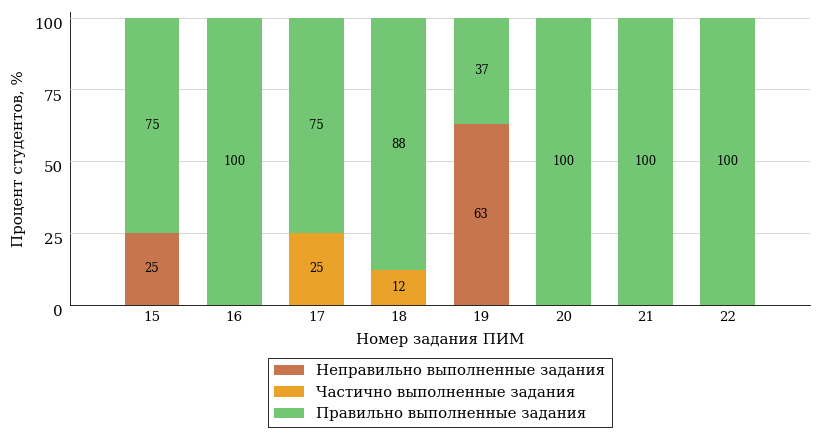 100
75
50
25
0
Процент студентов, %
75
100
75
88
37
100
100
100
25
25
12
63
15 16 17 18 19 20 21 22
Номер задания ПИМ
Неправильно выполненные задания
Частично выполненные задания
Правильно выполненные задания